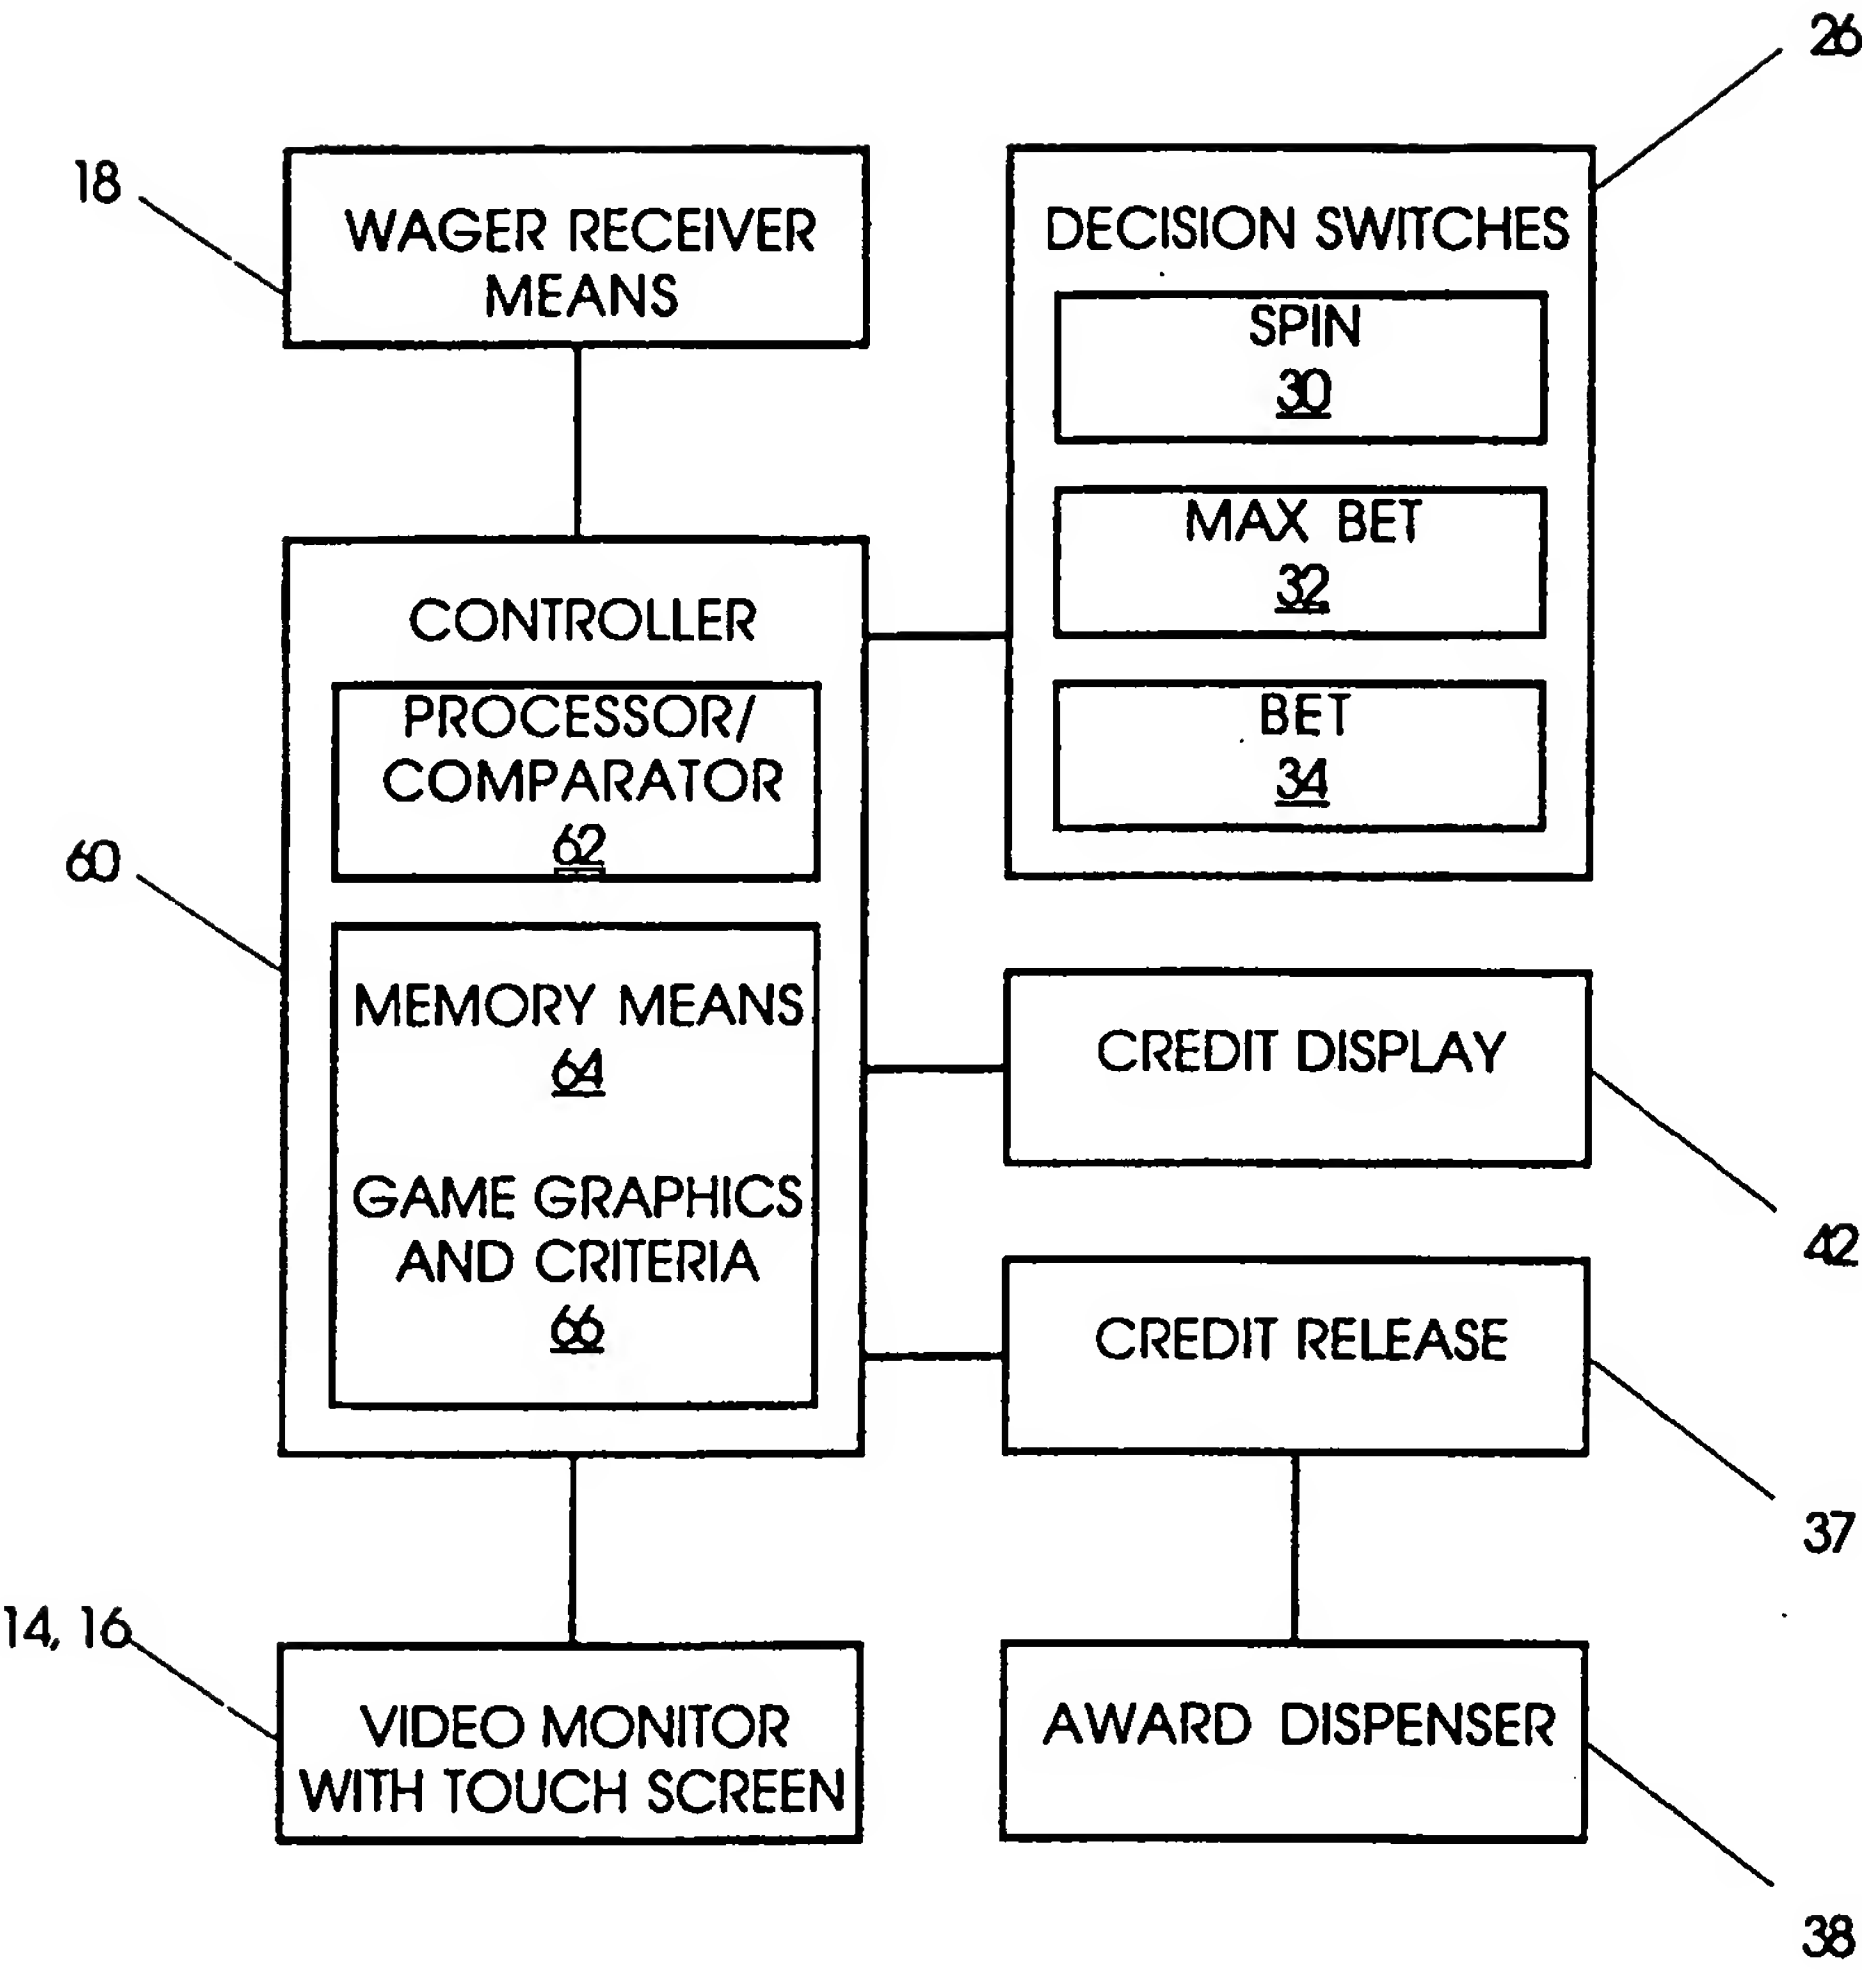 26
18
WAGER RECEIVER
MEANS
DECISION SWITCHES
SPIN
30
MAX BET
32
BET
34
CONTROLLER
PROCESSOR/
COMPARATOR
62
60
MEMORY MEANS
64
GAME GRAPHICS
AND CRITERIA
66
CREDIT DISPLAY
42
CREDIT RELEASE
37
14, 16
VIDEO MONITOR
WITH TOUCH SCREEN
AWARD DISPENSER
38